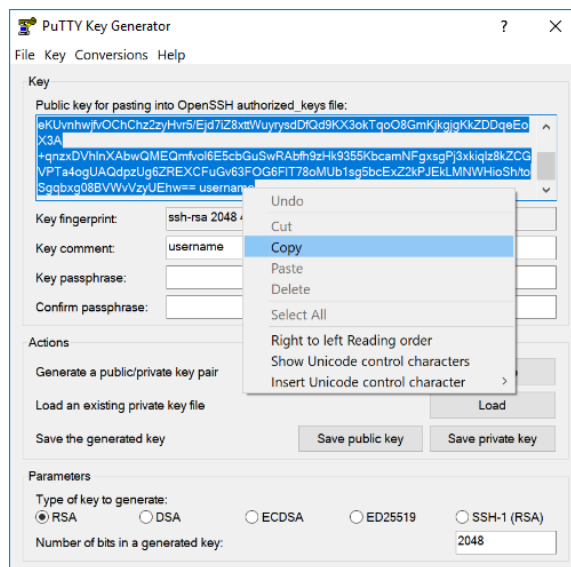 PuTTY Key Generator
File Key Conversions Help
Key
Public key for pasting into OpenSSH authorized_keys file:
eKUvnhwjfvOChChz2zyHvr5/Ejd7iZ8xttWuyrysdDfQd9KX3okTqoO8GmKjkgjgKkZDDqeEo
X3A
+qnzxDVhlnXAbwQMEQmfvol6E5cbGuSwRAbfh9zHk9355KbcamNFgxsgPj3xkiqlz8kZCG
VPTa4ogUAQdpzUg6ZREXCFuGv63FOG6FIT78oMUb1sg5bcExZ2kPJEkLMNWHioSh/to
Sgqbxg08BVWvVzyUEhw== username
Key fingerprint: ssh-rsa 2048
Key comment: username
Key passphrase:
Confirm passphrase:
Undo
Cut
Copy
Paste
Delete
Select All
Right to left Reading order
Show Unicode control characters
Insert Unicode control character
Actions
Generate a public/private key pair
Load an existing private key file Load
Save the generated key Save public key Save private key
Parameters
Type of key to generate:
RSA DSA ECDSA ED25519 SSH-1 (RSA)
Number of bits in a generated key: 2048